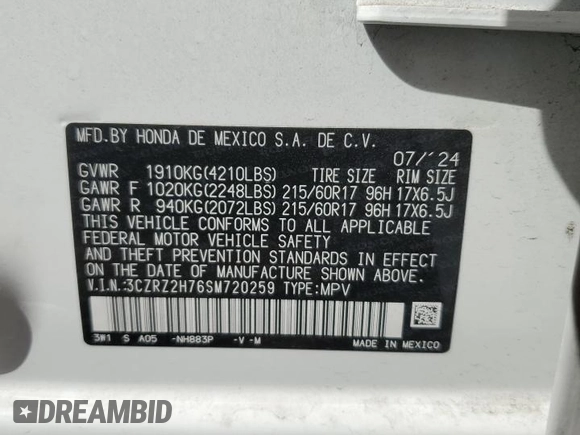 MFD.BY HONDA DE MEXICO S.A. DE C.V.
07/'24
GVWR 1910KG(4210LBS) TIRE SIZE RIM SIZE
GAWR F 1020KG(2248LBS) 215/60R17 96H 17X6.5J
GAWR R 940KG(2072LBS) 215/60R17 96H 17X6.5J
THIS VEHICLE CONFORMS TO ALL APPLICABLE
FEDERAL MOTOR VEHICLE SAFETY
AND THEFT PREVENTION STANDARDS IN EFFECT
ON THE DATE OF MANUFACTURE SHOWN ABOVE.
V.I.N.:3CZRZ2H76SM720259 TYPE:MPV
3W1 S A05 -NH883P -V -M
MADE IN MEXICO
DREAMBID